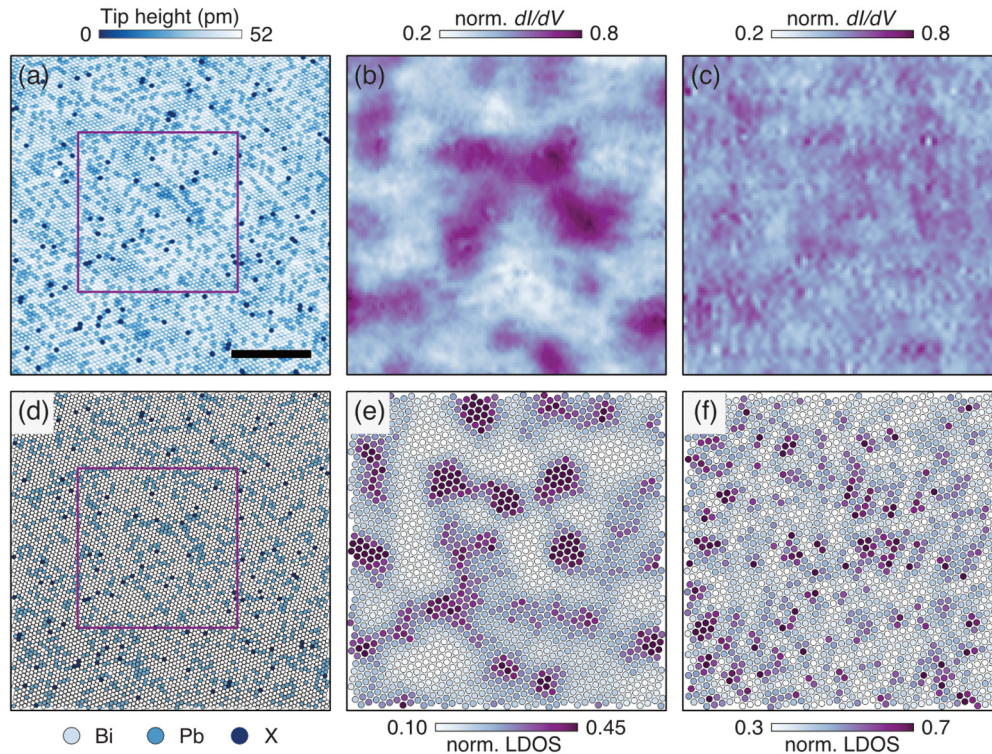 Tip height (pm)
0 52
norm. dI/dV
0.2 0.8
norm. dI/dV
0.2 0.8
(a)
(b)
(c)
(d)
(e)
(f)
Bi Pb X
0.10 0.45
norm. LDOS
0.3 0.7
norm. LDOS